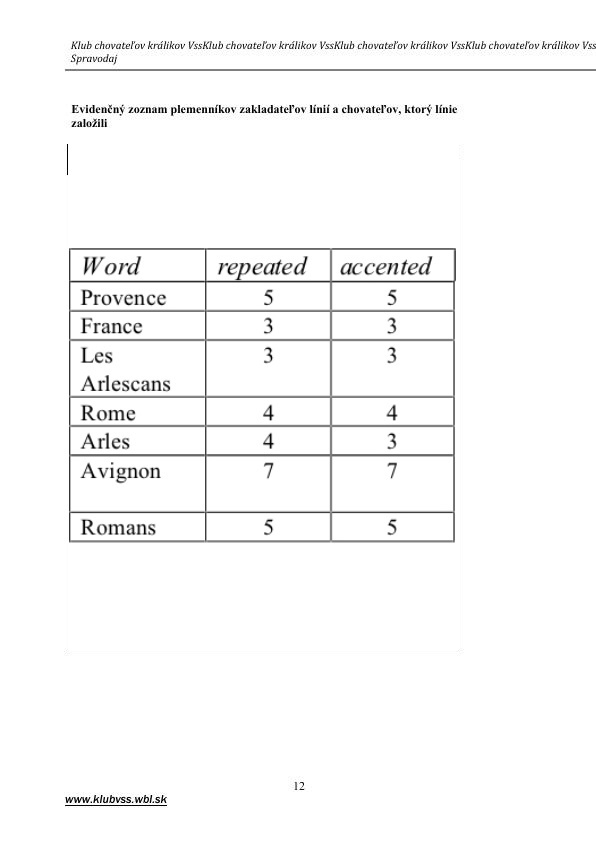 Klub chovateľov králikov VssKlub chovateľov králikov VssKlub chovateľov králikov VssKlub chovateľov králikov Vss
Spravodaj
Evidenčný zoznam plemenníkov zakladateľov línií a chovateľov, ktorý línie
založili
Word repeated accented
Provence 5 5
France 3 3
Les 3 3
Arlescans
Rome 4 4
Arles 4 3
Avignon 7 7
Romans 5 5
12
www.klubvss.wbl.sk